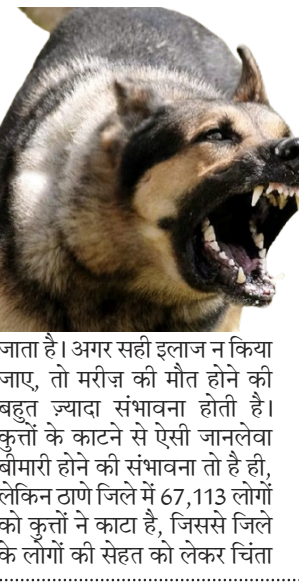 जाता है। अगर सही इलाज न किया
जाए, तो मरीज़ की मौत होने की
बहुत ज़्यादा संभावना होती है।
कुत्तों के काटने से ऐसी जानलेवा
बीमारी होने की संभावना तो है ही,
लेकिन ठाणे जिले में 67,113 लोगों
को कुत्तों ने काटा है, जिससे जिले
के लोगों की सेहत को लेकर चिंता